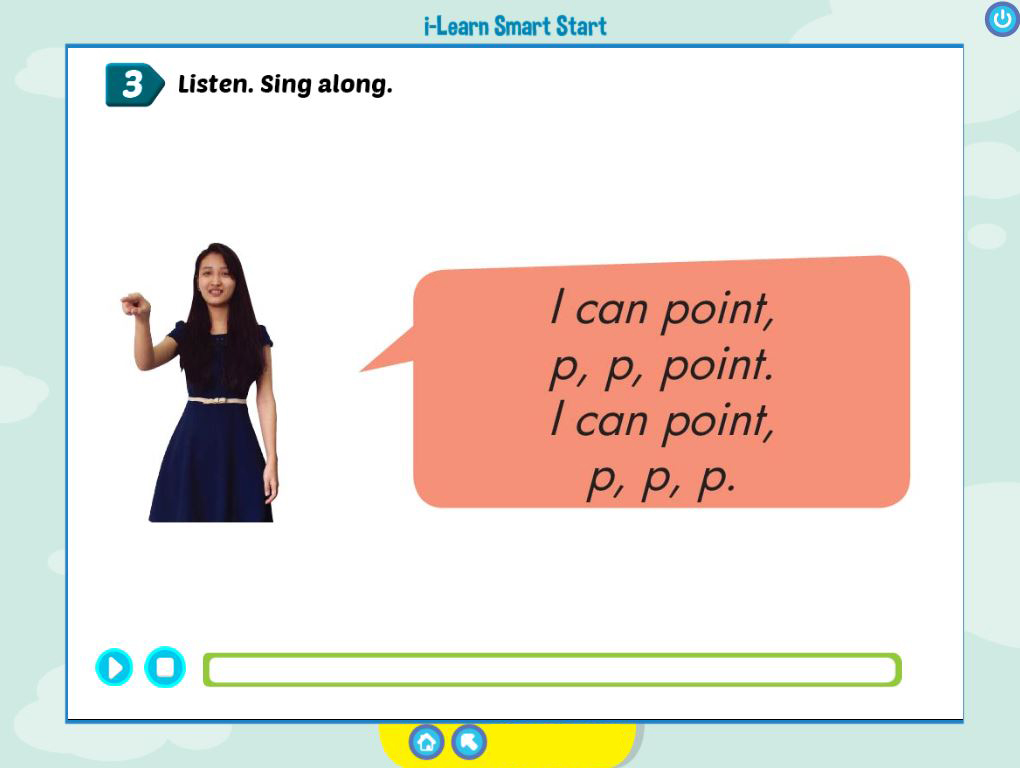 i-Learn Smart Start
3 Listen. Sing along.
I can point,
p, p, point.
I can point,
p, p, p.